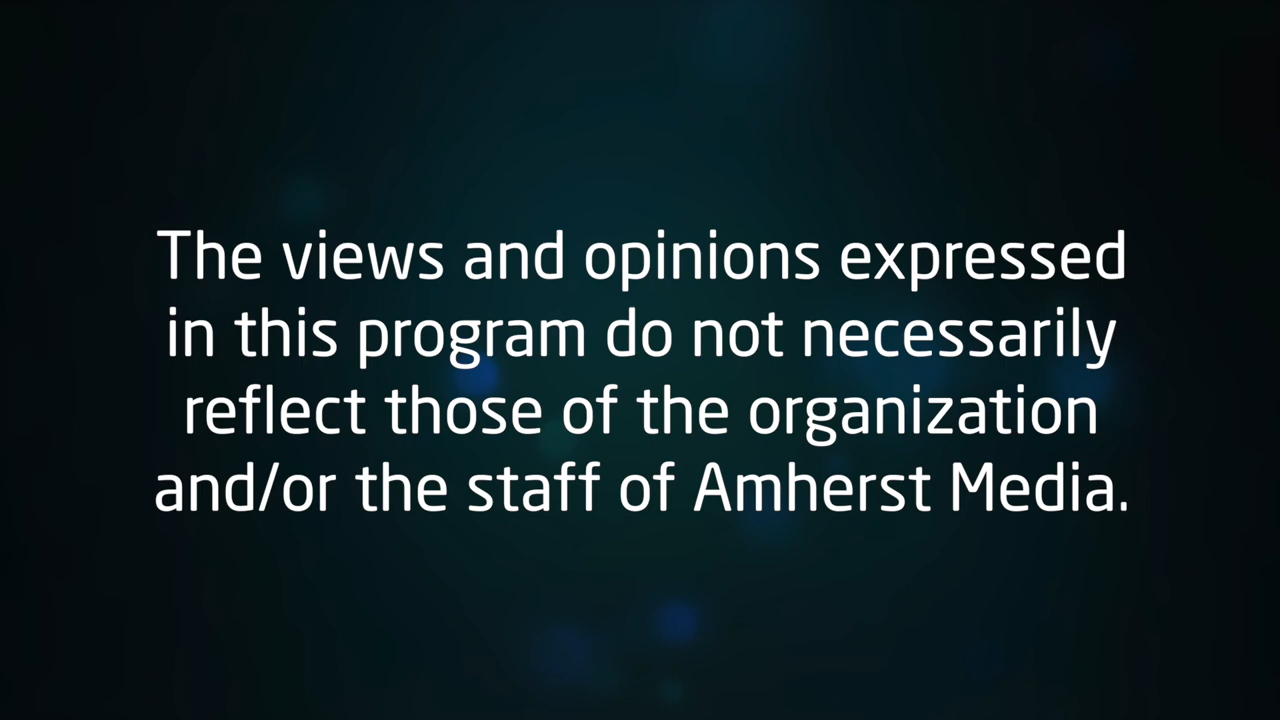 The views and opinions expressed
in this program do not necessarily
reflect those of the organization
and/or the staff of Amherst Media.